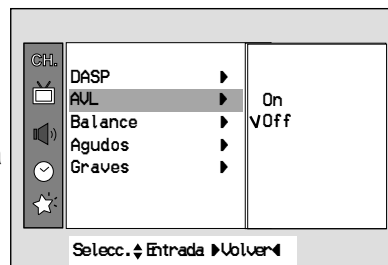 CH.
DASP
AVL
Balance
Agudos
Graves
On
Off
Selecc. Entrada Volver